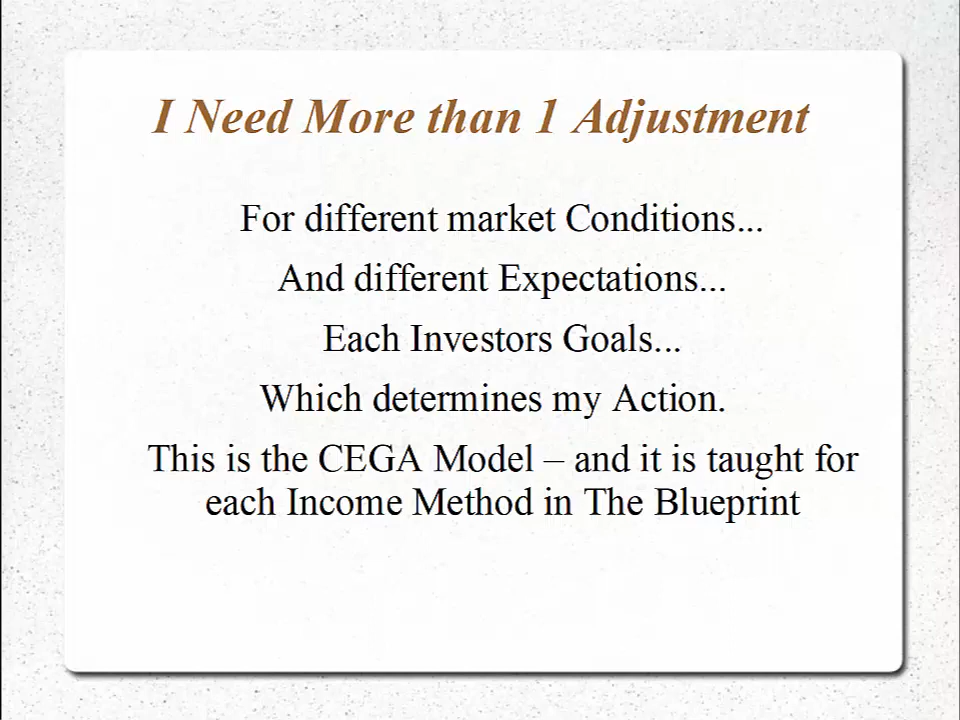 I Need More than 1 Adjustment
For different market Conditions...
And different Expectations...
Each Investors Goals...
Which determines my Action.
This is the CEGA Model – and it is taught for
each Income Method in The Blueprint